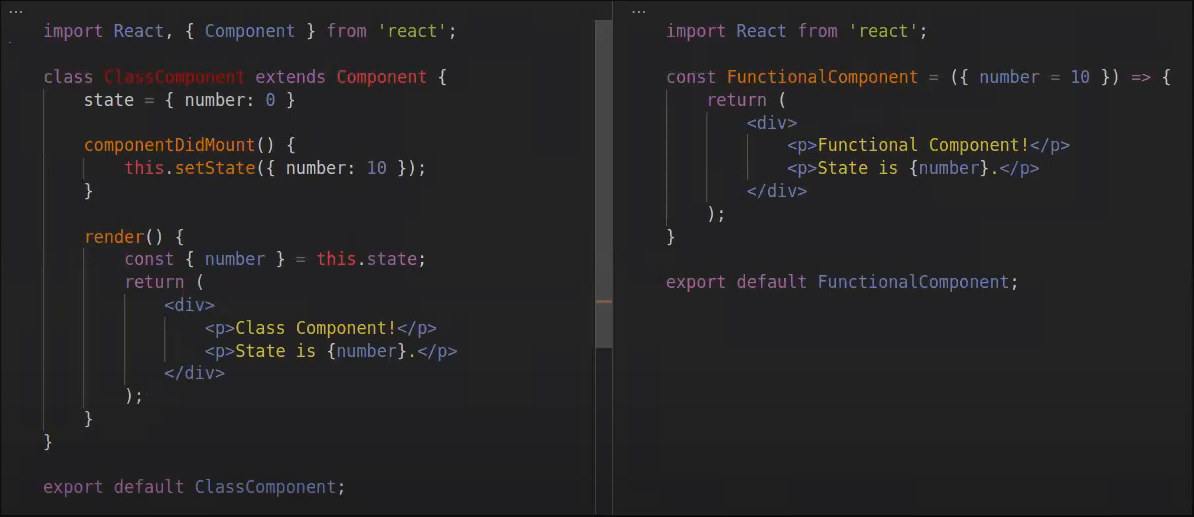 ...
import React, { Component } from 'react';
class ClassComponent extends Component {
state = { number: 0 }
componentDidMount() {
this.setState({ number: 10 });
}
render() {
const { number } = this.state;
return (
<div>
<p>Class Component!</p>
<p>State is {number}.</p>
</div>
);
}
}
export default ClassComponent;
...
import React from 'react';
const FunctionalComponent = ({ number = 10 }) => {
return (
<div>
<p>Functional Component!</p>
<p>State is {number}.</p>
</div>
);
}
export default FunctionalComponent;